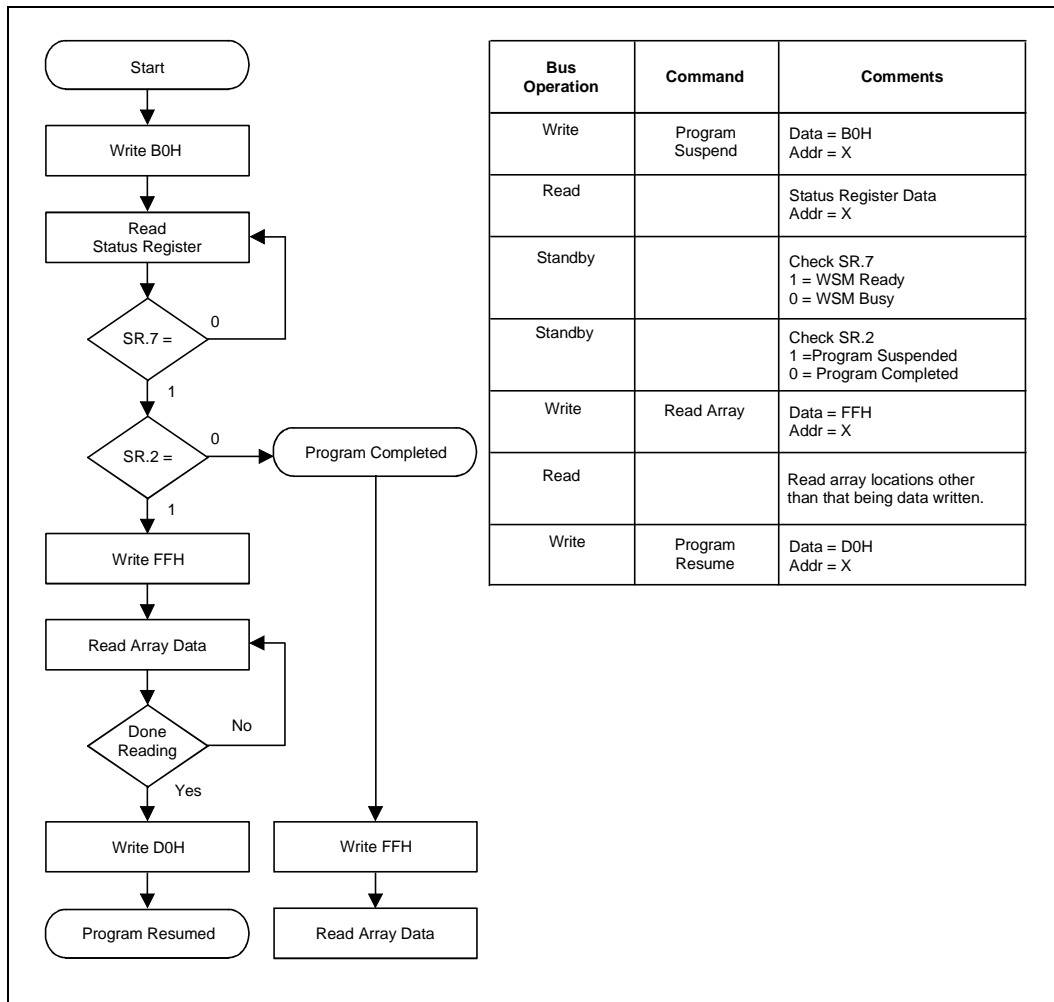 Start
Write B0H
Read
Status Register
SR.7 =
0
1
SR.2 =
0
Program Completed
1
Write FFH
Read Array Data
Done
Reading
No
Yes
Write D0H
Write FFH
Program Resumed
Read Array Data
Bus
Operation
Command
Comments
Write
Program
Suspend
Data = B0H
Addr = X
Read
Status Register Data
Addr = X
Standby
Check SR.7
1 = WSM Ready
0 = WSM Busy
Standby
Check SR.2
1 =Program Suspended
0 = Program Completed
Write
Read Array
Data = FFH
Addr = X
Read
Read array locations other
than that being data written.
Write
Program
Resume
Data = D0H
Addr = X